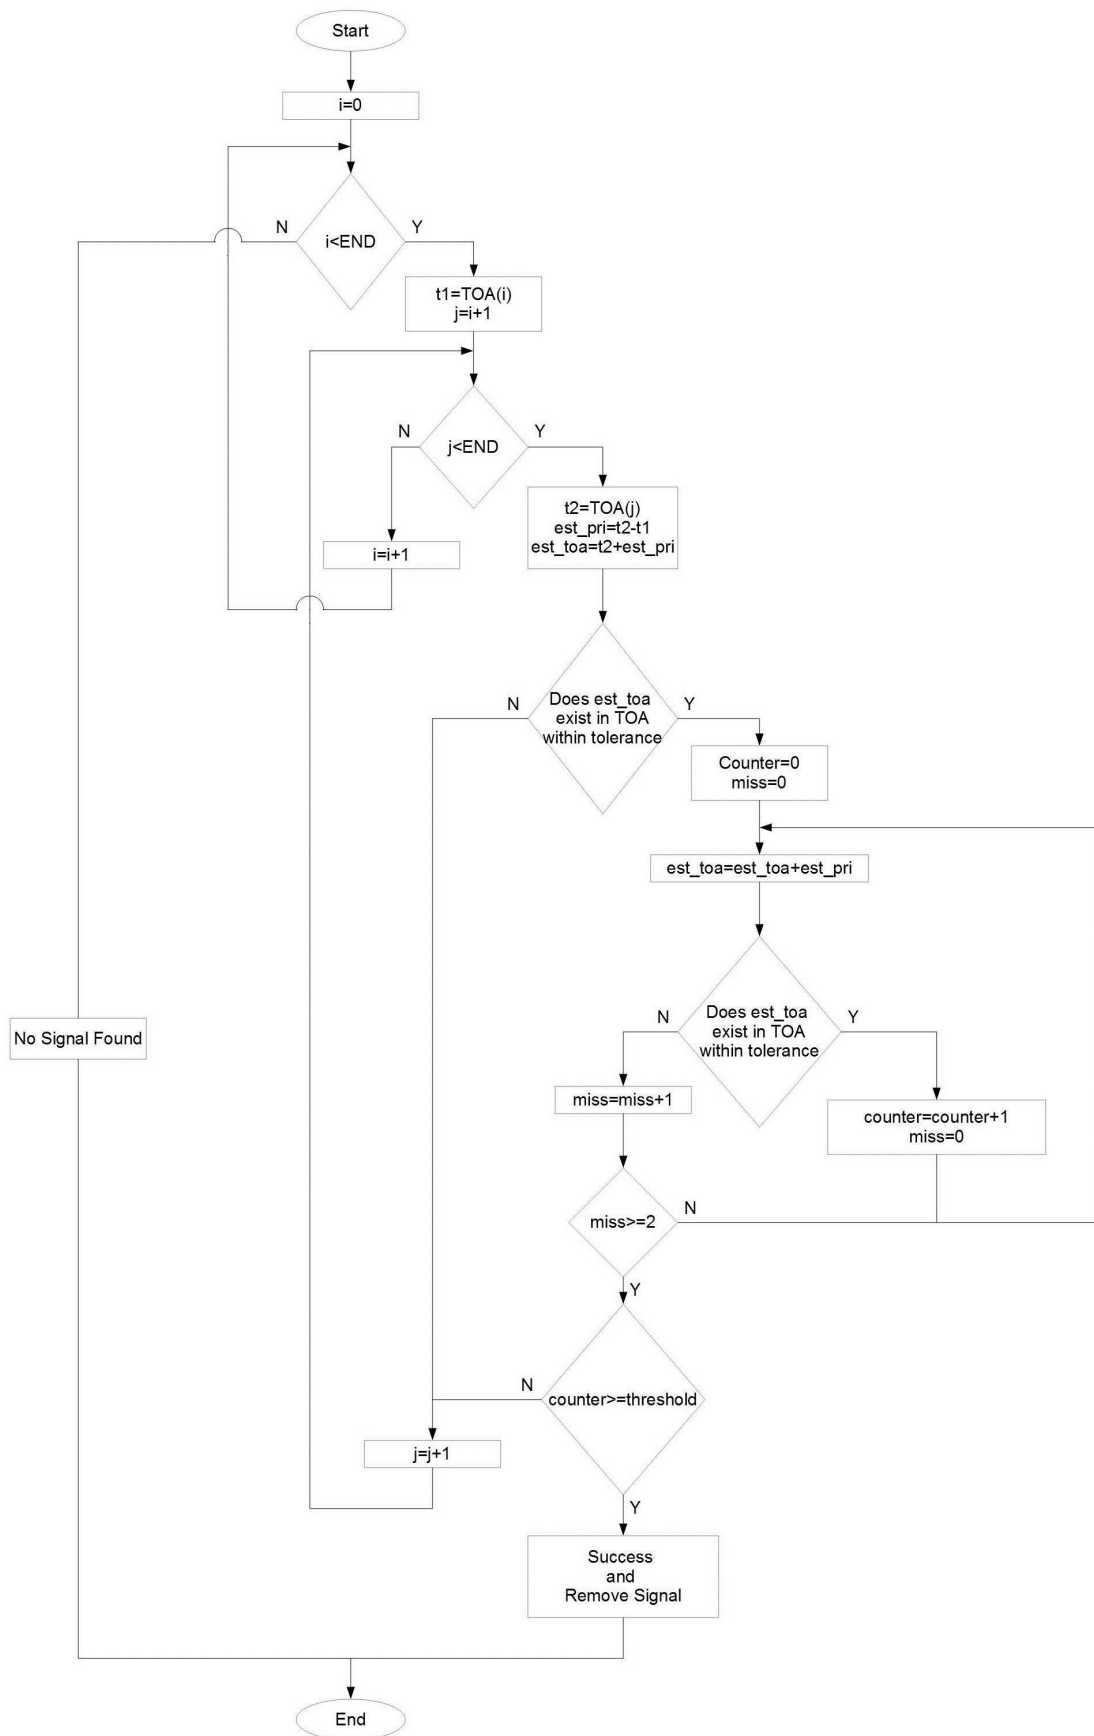 Start
i=0
N
Y
i<END
t1=TOA(i)
j=i+1
N
Y
j<END
t2=TOA(j)
est_pri=t2-t1
est_toa=t2+est_pri
i=i+1
N
Y
Does est_toa
exist in TOA
within tolerance
Counter=0
miss=0
est_toa=est_toa+est_pri
N
Y
Does est_toa
exist in TOA
within tolerance
No Signal Found
miss=miss+1
counter=counter+1
miss=0
miss>=2
N
Y
N
counter>=threshold
j=j+1
Y
Success
and
Remove Signal
End